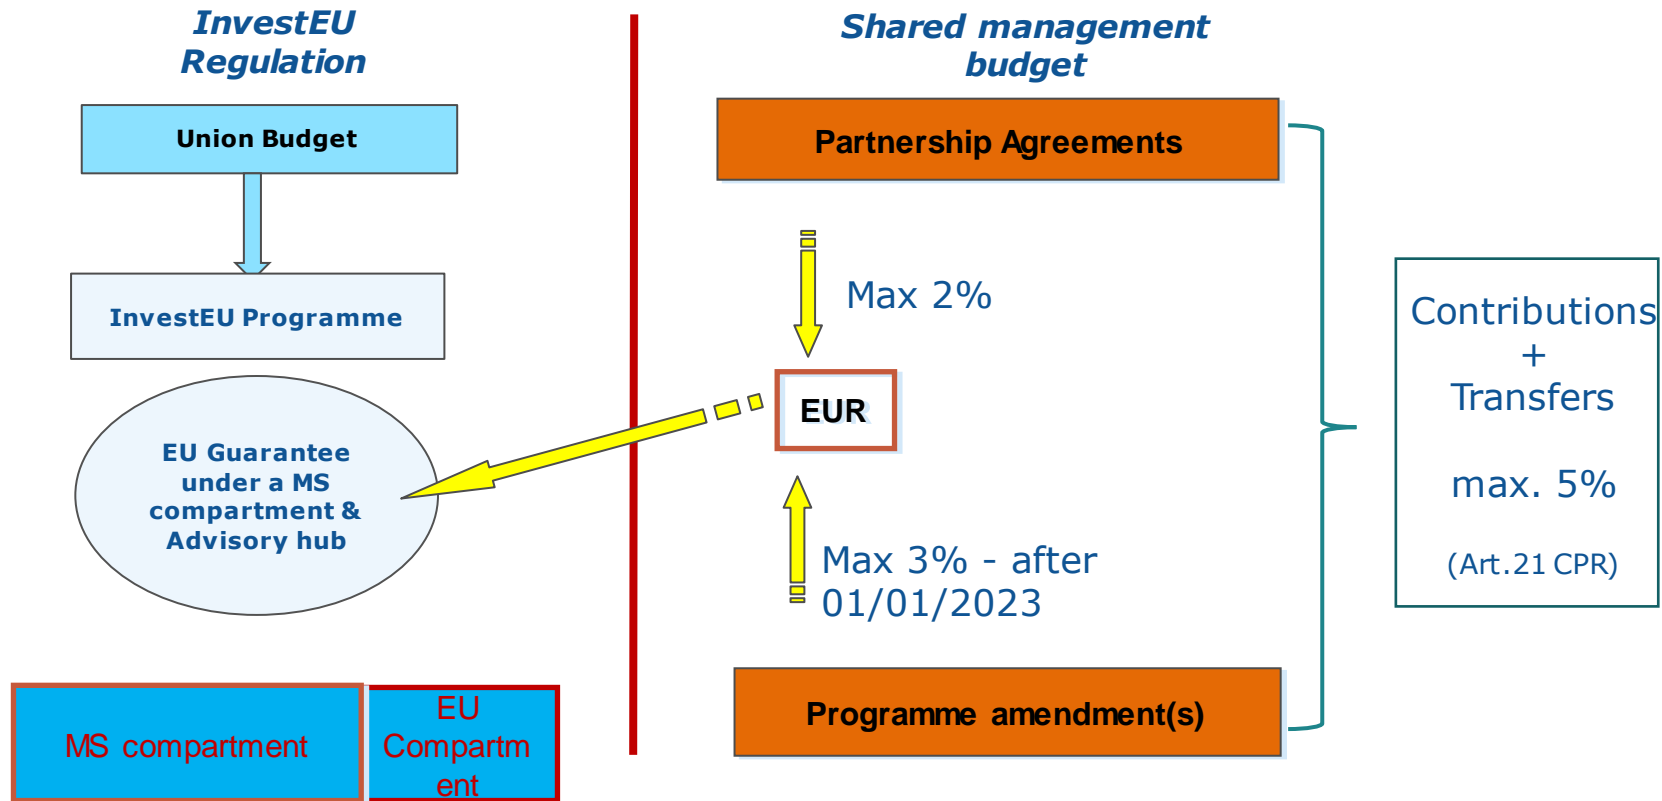 InvestEU
Regulation
Union Budget
InvestEU Programme
EU Guarantee
under a MS
compartment &
Advisory hub
MS compartment
EU
Compartm
ent
Shared management
budget
Partnership Agreements
Max 2%
EUR
Max 3% - after
01/01/2023
Programme amendment(s)
Contributions
+
Transfers
max. 5%
(Art.21 CPR)